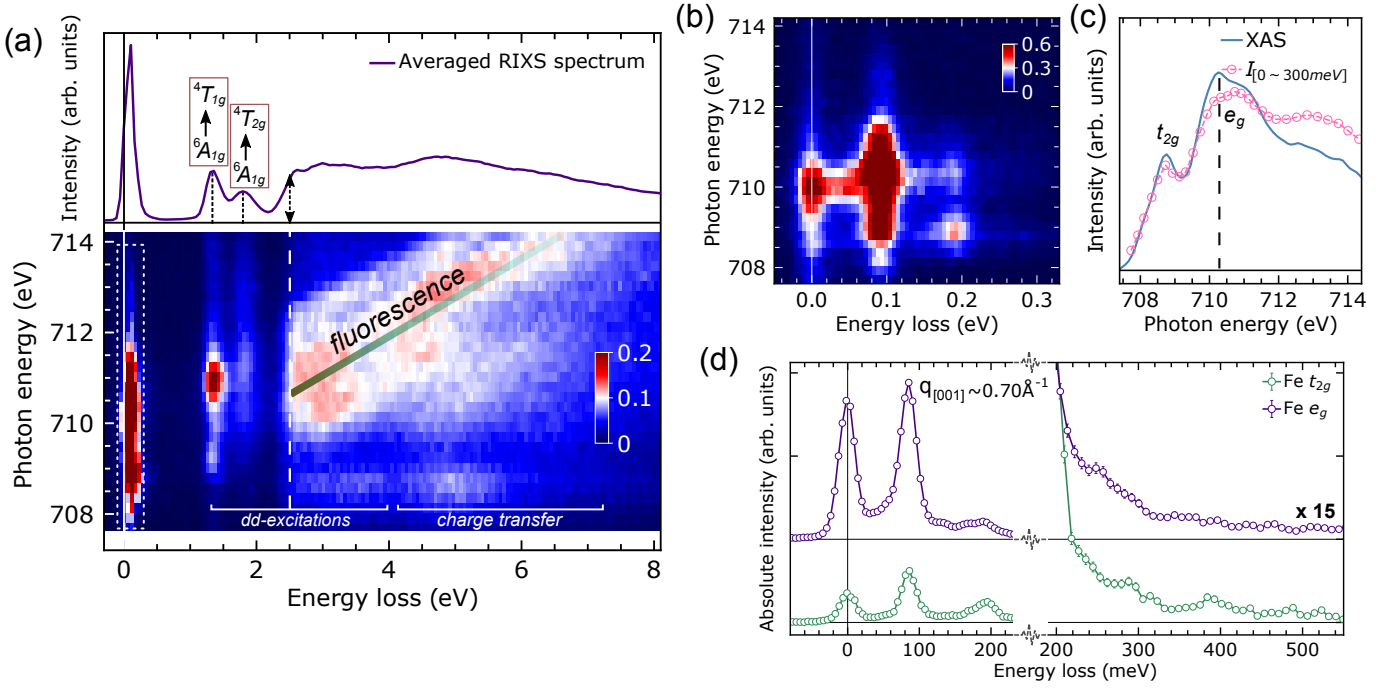 (a)
Intensity (arb. units)
Averaged RIXS spectrum
⁴T₁g
⁶A₁g
⁴T₂g
⁶A₁g
Photon energy (eV)
714
712
710
708
fluorescence
0.2
0.1
0
dd-excitations
charge transfer
0 2 4 6 8
Energy loss (eV)
(b)
Photon energy (eV)
714
712
710
708
0.6
0.3
0
0.0 0.1 0.2 0.3
Energy loss (eV)
(c)
Intensity (arb. units)
XAS
I[0 ~ 300meV]
t₂g
eg
708 710 712 714
Photon energy (eV)
(d)
Absolute intensity (arb. units)
q[001]~0.70Å⁻¹
Fe t₂g
Fe eg
x 15
0 100 200 200 300 400 500
Energy loss (meV)